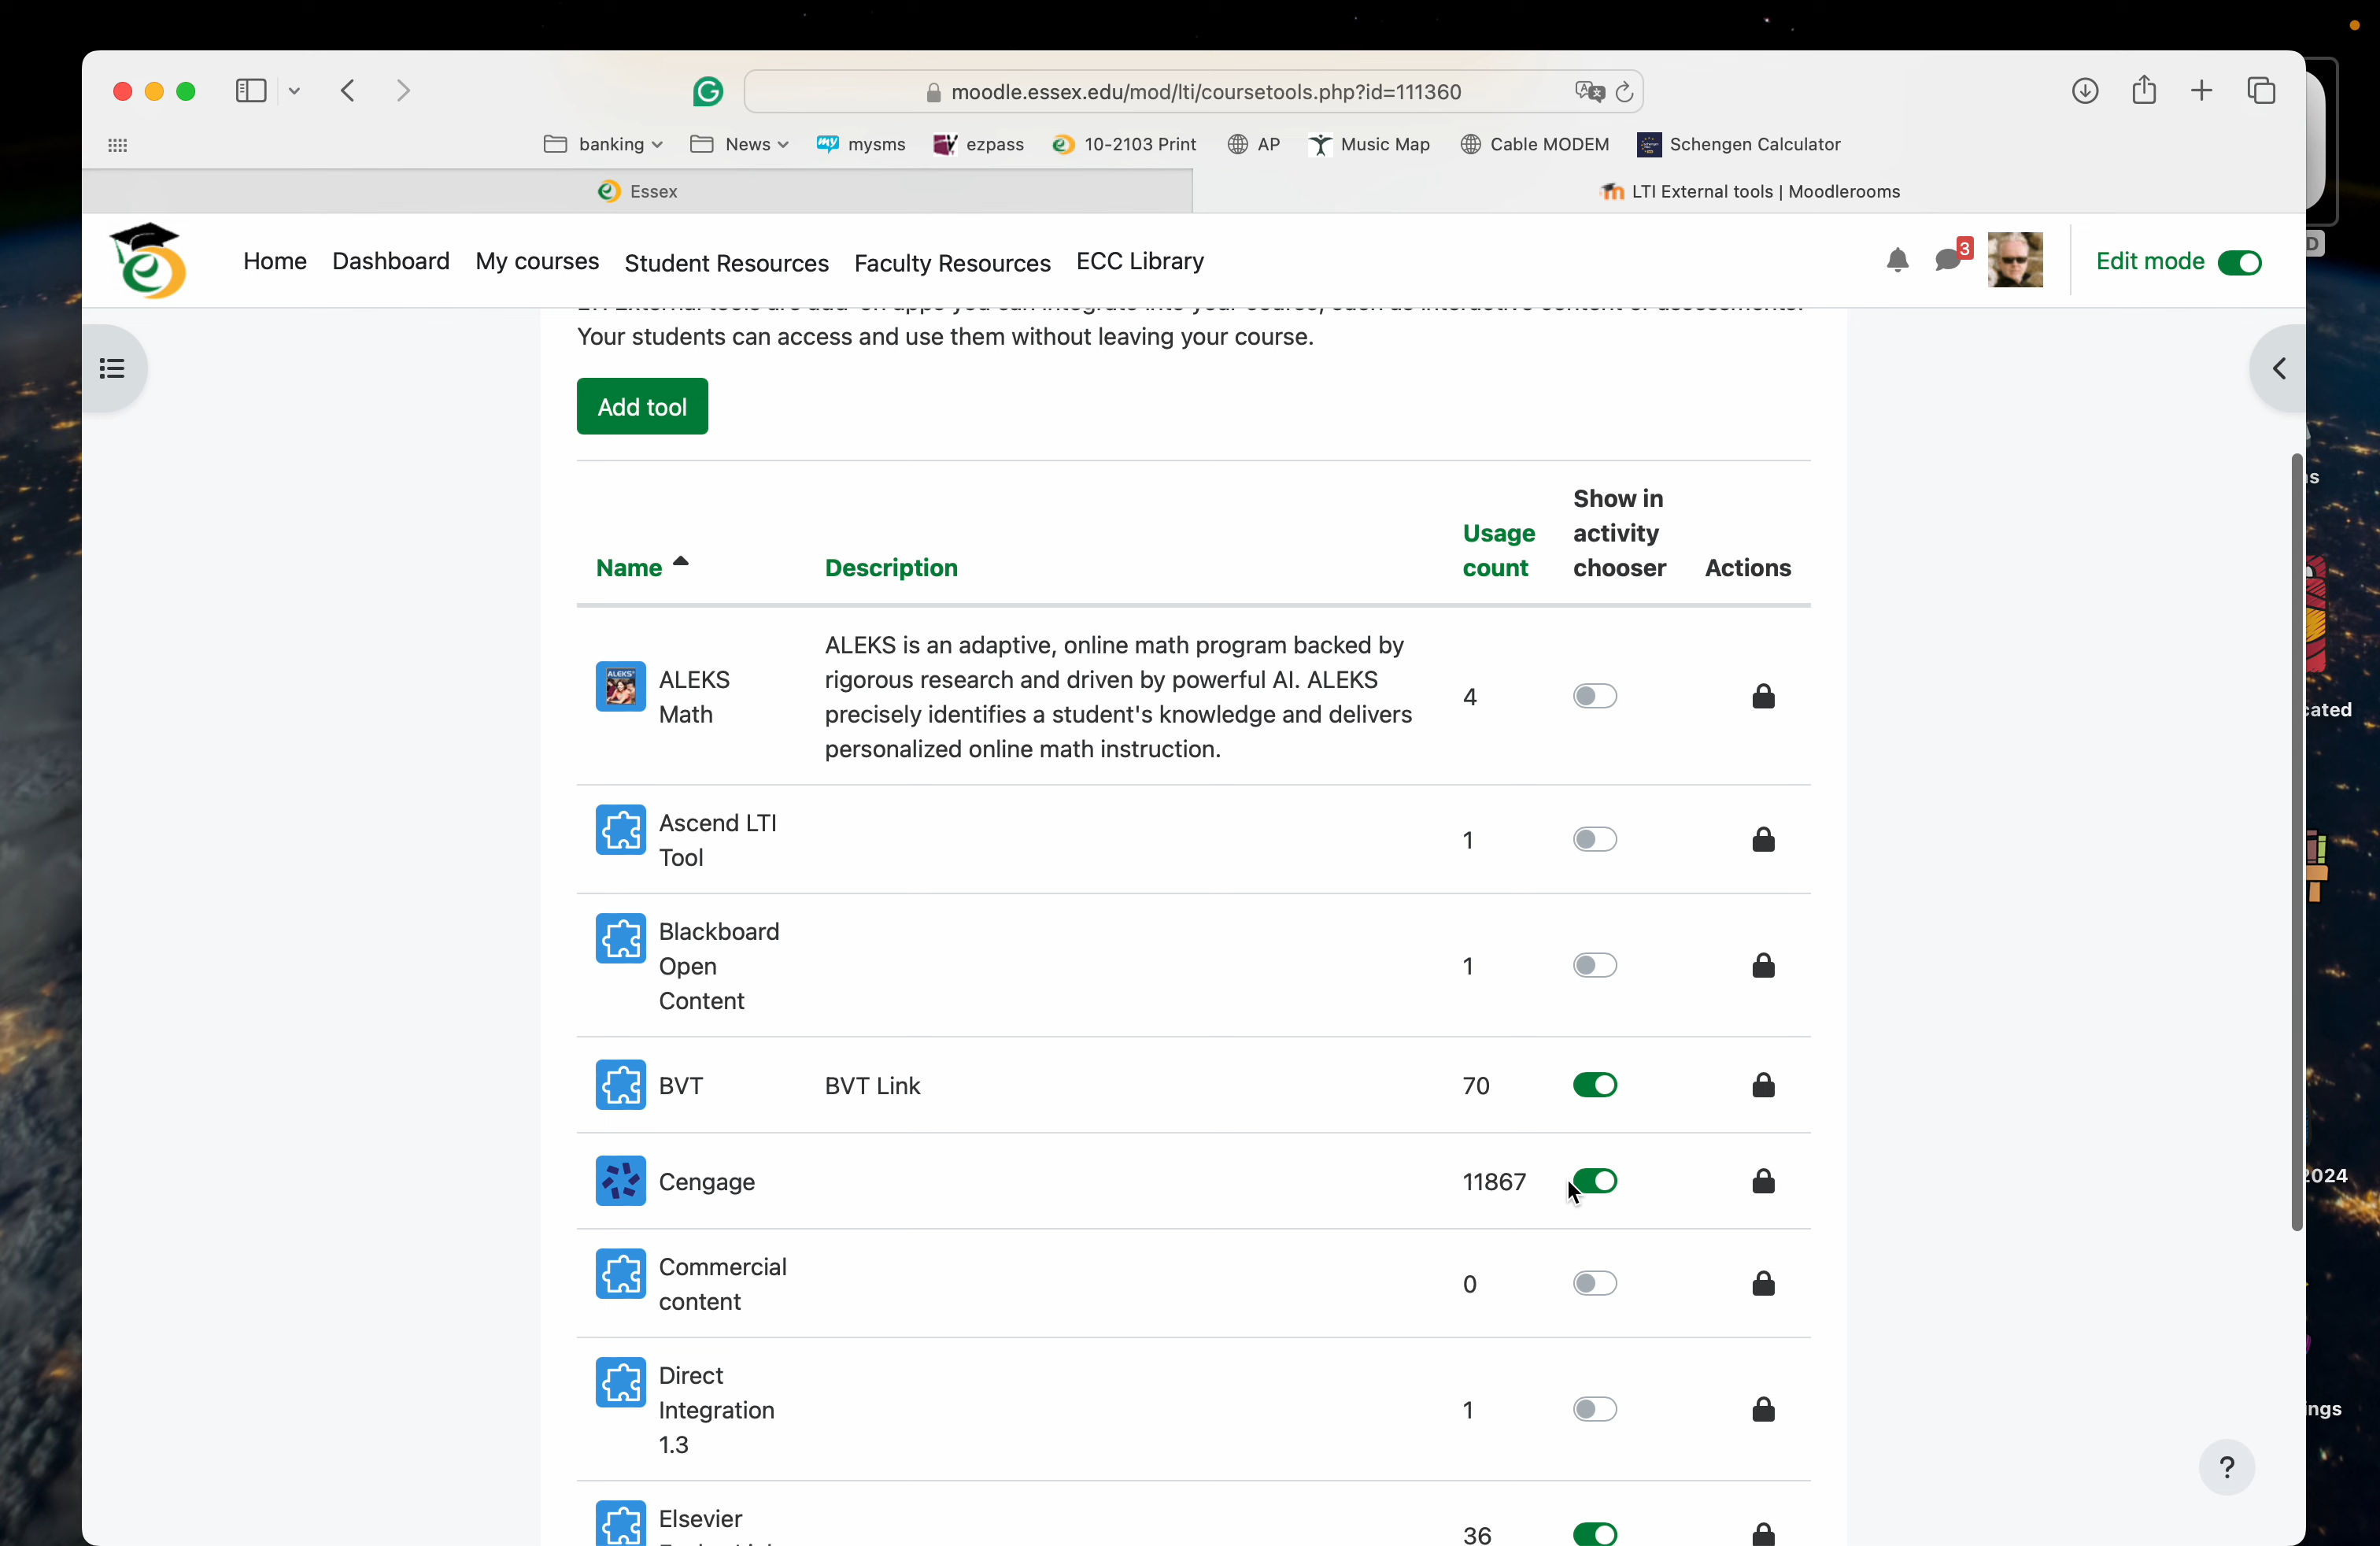 moodle.essex.edu/mod/lti/coursetools.php?id=111360
banking News mysms ezpass 10-2103 Print AP Music Map Cable MODEM Schengen Calculator
Essex
LTI External tools | Moodlerooms
Home Dashboard My courses Student Resources Faculty Resources ECC Library
3
Edit mode
D
Your students can access and use them without leaving your course.
Add tool
Name
Description
Usage count
Show in activity chooser
Actions
ALEKS Math
ALEKS is an adaptive, online math program backed by
rigorous research and driven by powerful AI. ALEKS
precisely identifies a student's knowledge and delivers
personalized online math instruction.
4
Ascend LTI
Tool
1
Blackboard
Open
Content
1
BVT BVT Link 70
Cengage 11867
Commercial
content
0
Direct
Integration
1.3
1
Elsevier
36
?
cated
2024
ings